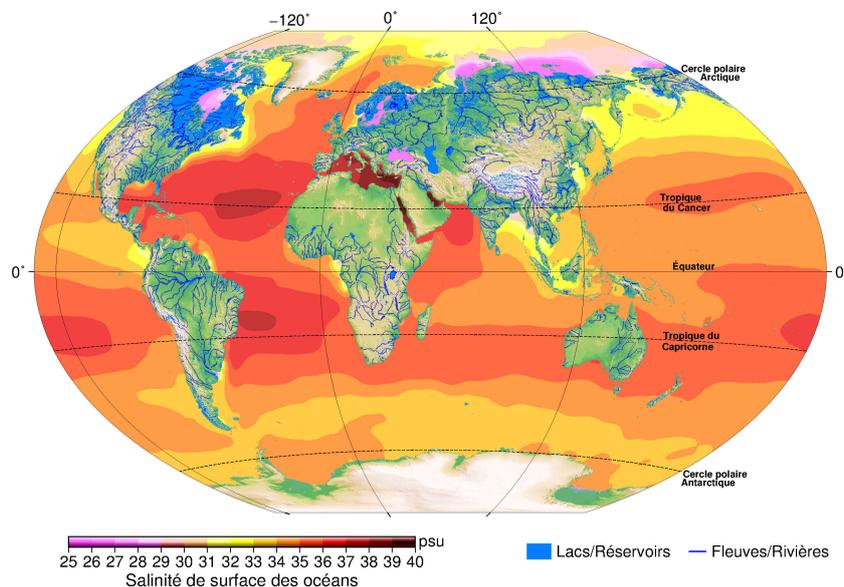 −120° 0° 120°
Cercle polaire
Arctique
Tropique
du Cancer
0° Équateur 0
Tropique du
Capricorne
Cercle polaire
Antarctique
psu
25 26 27 28 29 30 31 32 33 34 35 36 37 38 39 40
Salinité de surface des océans
Lacs/Réservoirs Fleuves/Rivières